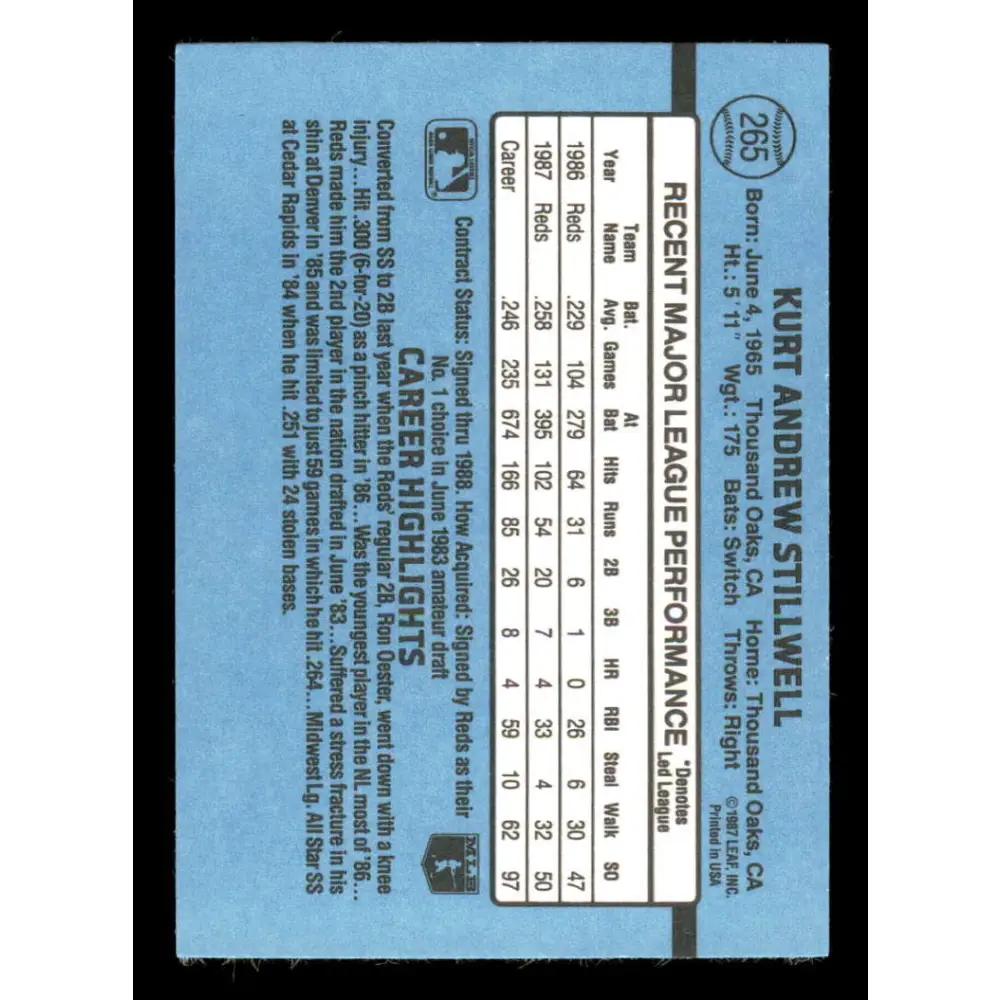 265
KURT ANDREW STILLWELL
Born: June 4, 1965 Thousand Oaks, CA Home: Thousand Oaks, CA
Ht.: 5'11" Wgt.: 175 Bats: Switch Throws: Right
©1987 LEAF, INC.
Printed in USA
RECENT MAJOR LEAGUE PERFORMANCE *Denotes Led League
Year Team Name Bat. Avg. Games At Bat Hits Runs 2B 3B HR RBI Steal Walk SO
1986 Reds .229 104 279 64 31 6 1 0 26 6 30 47
1987 Reds .258 131 395 102 54 20 7 4 33 4 32 50
Career .246 235 674 166 85 26 8 4 59 10 62 97
Contract Status: Signed thru 1988. How Acquired: Signed by Reds as their
No. 1 choice in June 1983 amateur draft
MLB
CAREER HIGHLIGHTS
Converted from SS to 2B last year when the Reds' regular 2B, Ron Oester, went down with a knee
injury... Hit .300 (6-for-20) as a pinch hitter in '86... Was the youngest player in the NL most of '86...
Reds made him the 2nd player in the nation drafted in June '83... Suffered a stress fracture in his
shin at Denver in '85 and was limited to just 59 games in which he hit .264... Midwest Lg. All Star SS
at Cedar Rapids in '84 when he hit .251 with 24 stolen bases.